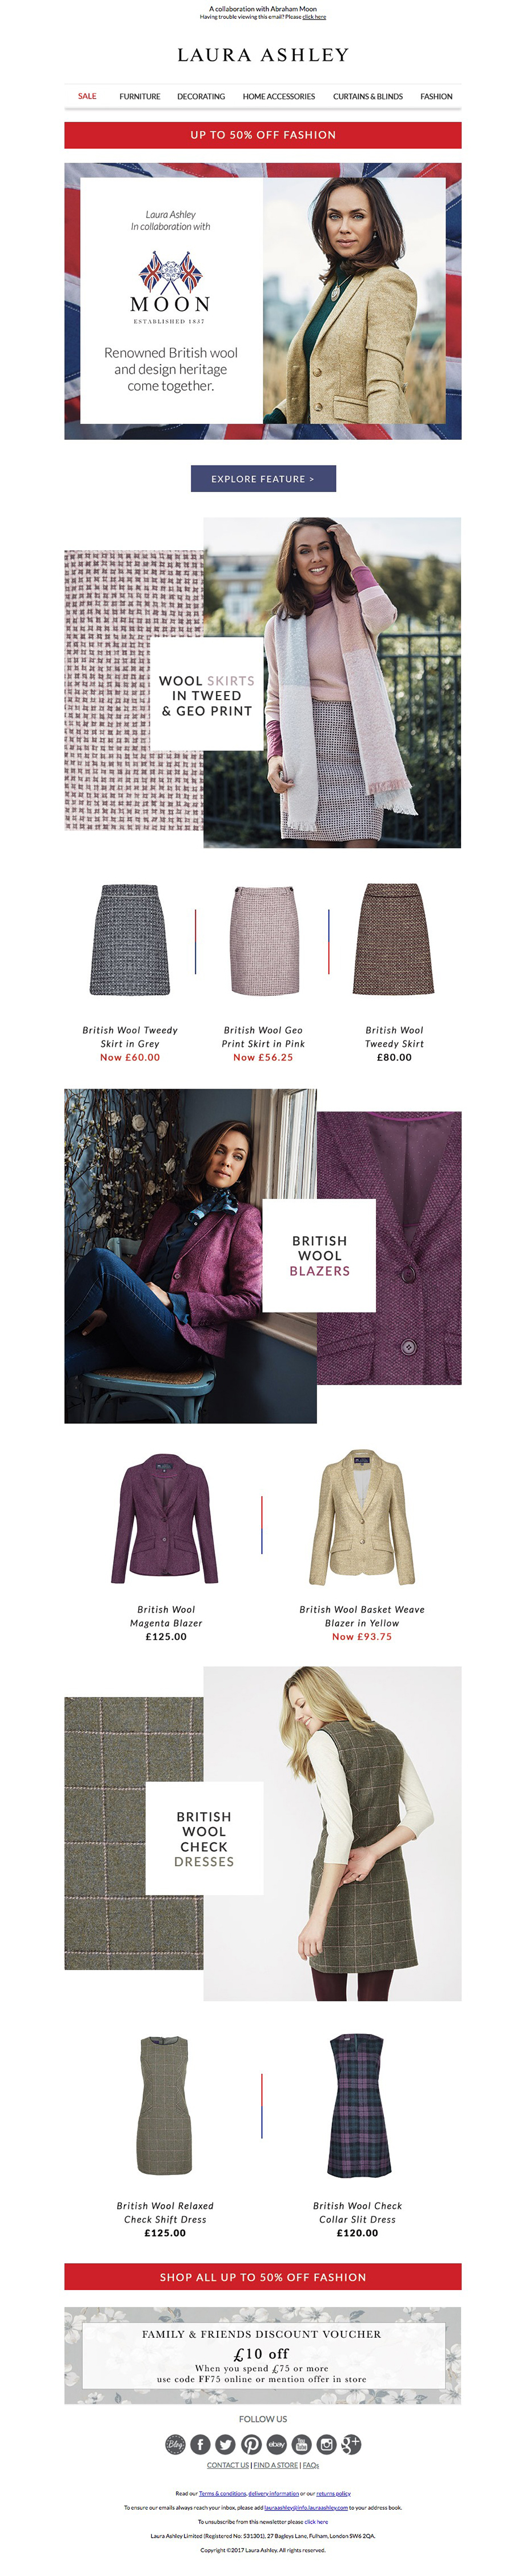 A collaboration with Abraham Moon
Having trouble viewing this email? Please click here
LAURA ASHLEY
SALE FURNITURE DECORATING HOME ACCESSORIES CURTAINS & BLINDS FASHION
UP TO 50% OFF FASHION
Laura Ashley
In collaboration with
MOON
ESTABLISHED 1837
Renowned British wool
and design heritage
come together.
EXPLORE FEATURE >
WOOL SKIRTS
IN TWEED
& GEO PRINT
British Wool Tweedy
Skirt in Grey
Now £60.00
British Wool Geo
Print Skirt in Pink
Now £56.25
British Wool
Tweedy Skirt
£80.00
BRITISH
WOOL
BLAZERS
British Wool
Magenta Blazer
£125.00
British Wool Basket Weave
Blazer in Yellow
Now £93.75
BRITISH
WOOL
CHECK
DRESSES
British Wool Relaxed
Check Shift Dress
£125.00
British Wool Check
Collar Slit Dress
£120.00
SHOP ALL UP TO 50% OFF FASHION
FAMILY & FRIENDS DISCOUNT VOUCHER
£10 off
When you spend £75 or more
use code FF75 online or mention offer in store
FOLLOW US
Blog f ebay You Tube g+
CONTACT US | FIND A STORE | FAQs
Read our Terms & conditions, delivery information or our returns policy
To ensure our emails always reach your inbox, please add lauraashley@info.lauraashley.com to your address book.
To unsubscribe from this newsletter please click here
Laura Ashley Limited (Registered No: 531301), 27 Bagleys Lane, Fulham, London SW6 2QA.
Copyright ©2017 Laura Ashley. All rights reserved.